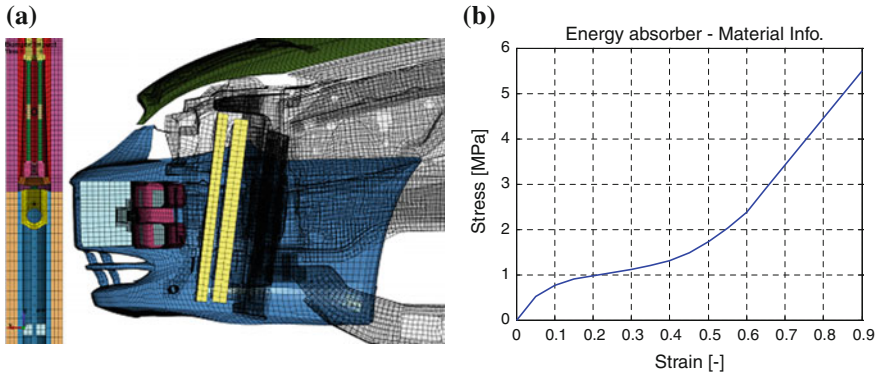 (a)
(b)
Energy absorber - Material Info.
Stress [MPa]
6
5
4
3
2
1
0
0 0.1 0.2 0.3 0.4 0.5 0.6 0.7 0.8 0.9
Strain [-]